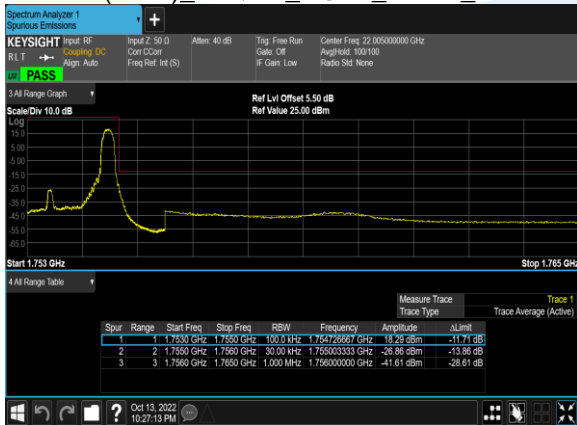 Spectrum Analyzer 1
Spurious Emissions
+
KEYSIGHT Input: RF Input Z: 50 Ω Atten: 40 dB Trig: Free Run Center Freq: 22.005000000 GHz
RLT Coupling: DC Corr CCorr Gate: Off Avg|Hold: 100/100
Align: Auto Freq Ref: Int (S) IF Gain: Low Radio Std: None
PASS
3 All Range Graph
Ref Lvl Offset 5.50 dB
Scale/Div 10.0 dB Ref Value 25.00 dBm
Log
15.0
5.00
-5.00
-15.0
-25.0
-35.0
-45.0
-55.0
-65.0
Start 1.753 GHz Stop 1.765 GHz
4 All Range Table
Measure Trace Trace 1
Trace Type Trace Average (Active)
Spur Range Start Freq Stop Freq RBW Frequency Amplitude ΔLimit
1 1 1.7530 GHz 1.7550 GHz 100.0 kHz 1.754726667 GHz 18.29 dBm -11.71 dB
2 2 1.7550 GHz 1.7560 GHz 30.00 kHz 1.755003333 GHz -26.86 dBm -13.86 dB
3 3 1.7560 GHz 1.7650 GHz 1.000 MHz 1.756000000 GHz -41.61 dBm -28.61 dB
? Oct 13, 2022
10:27:13 PM